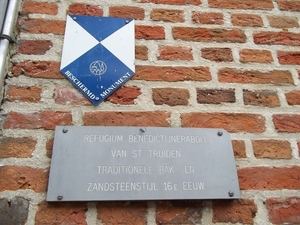 BESCHERMD MONUMENT
REFUGIUM BENEDICTIJNERABDIJ
VAN ST TRUIDEN
TRADITIONELE BAK- EN
ZANDSTEENSTIJL 16e EEUW